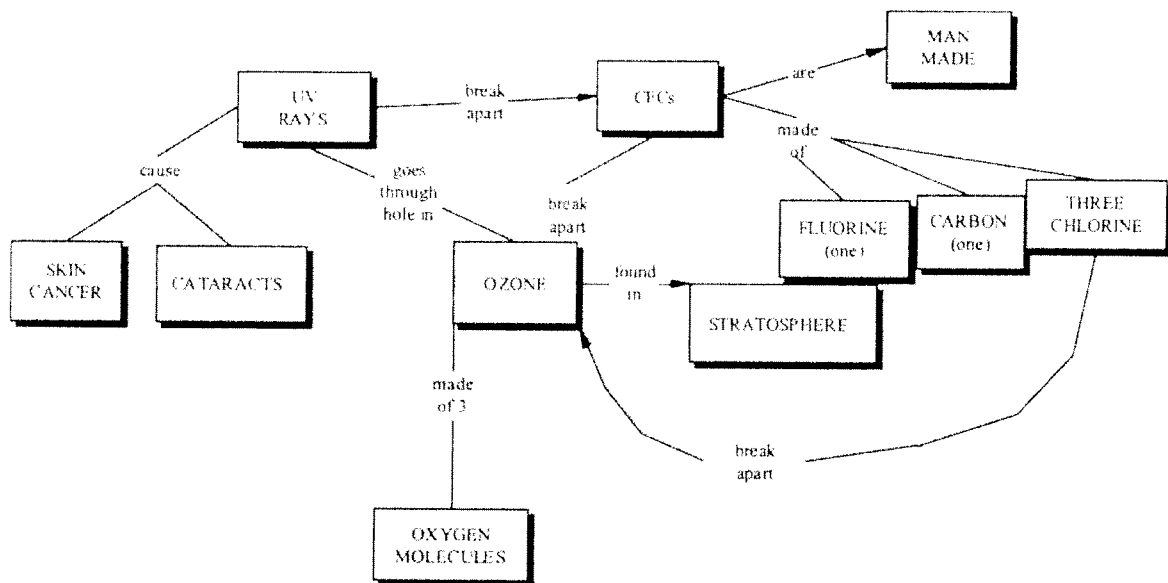 MAN
MADE
are
UV
RAYS
break
apart
CFCs
made
of
cause
goes
through
hole in
break
apart
THREE
CHLORINE
CARBON
(one)
FLUORINE
(one)
SKIN
CANCER
CATARACTS
OZONE
found
in
STRATOSPHERE
made
of 3
break
apart
OXYGEN
MOLECULES